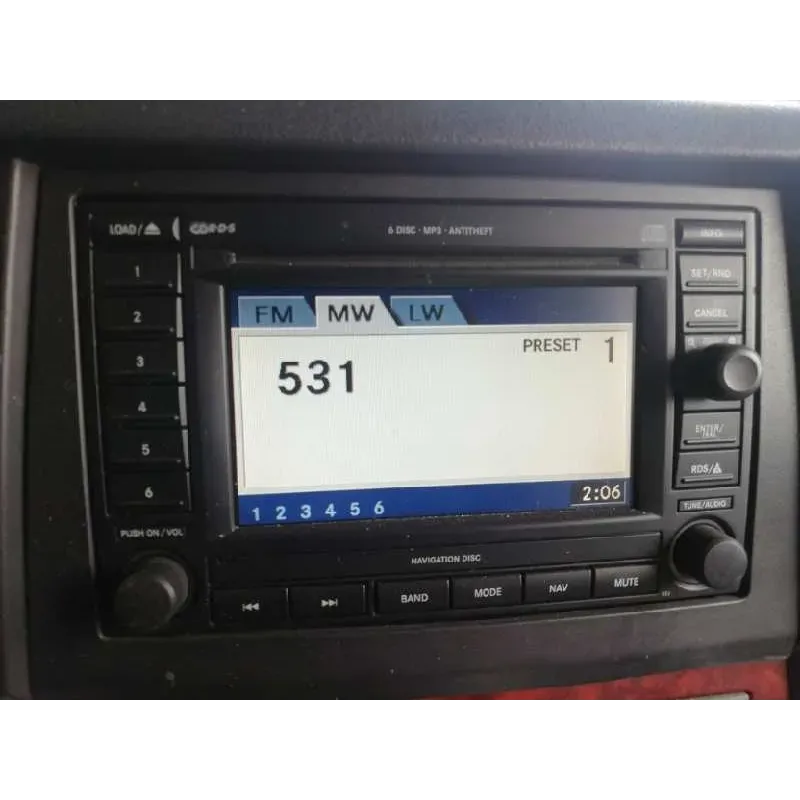 LOAD/
6 DISC · MP3 · ANTITHEFT
INFO
1
2
3
4
5
6
SET/RND
CANCEL
FM MW LW
PRESET 1
531
1 2 3 4 5 6
2:06
ENTER/
RDS/
TUNE/AUDIO
PUSH ON/VOL
NAVIGATION DISC
BAND MODE NAV MUTE